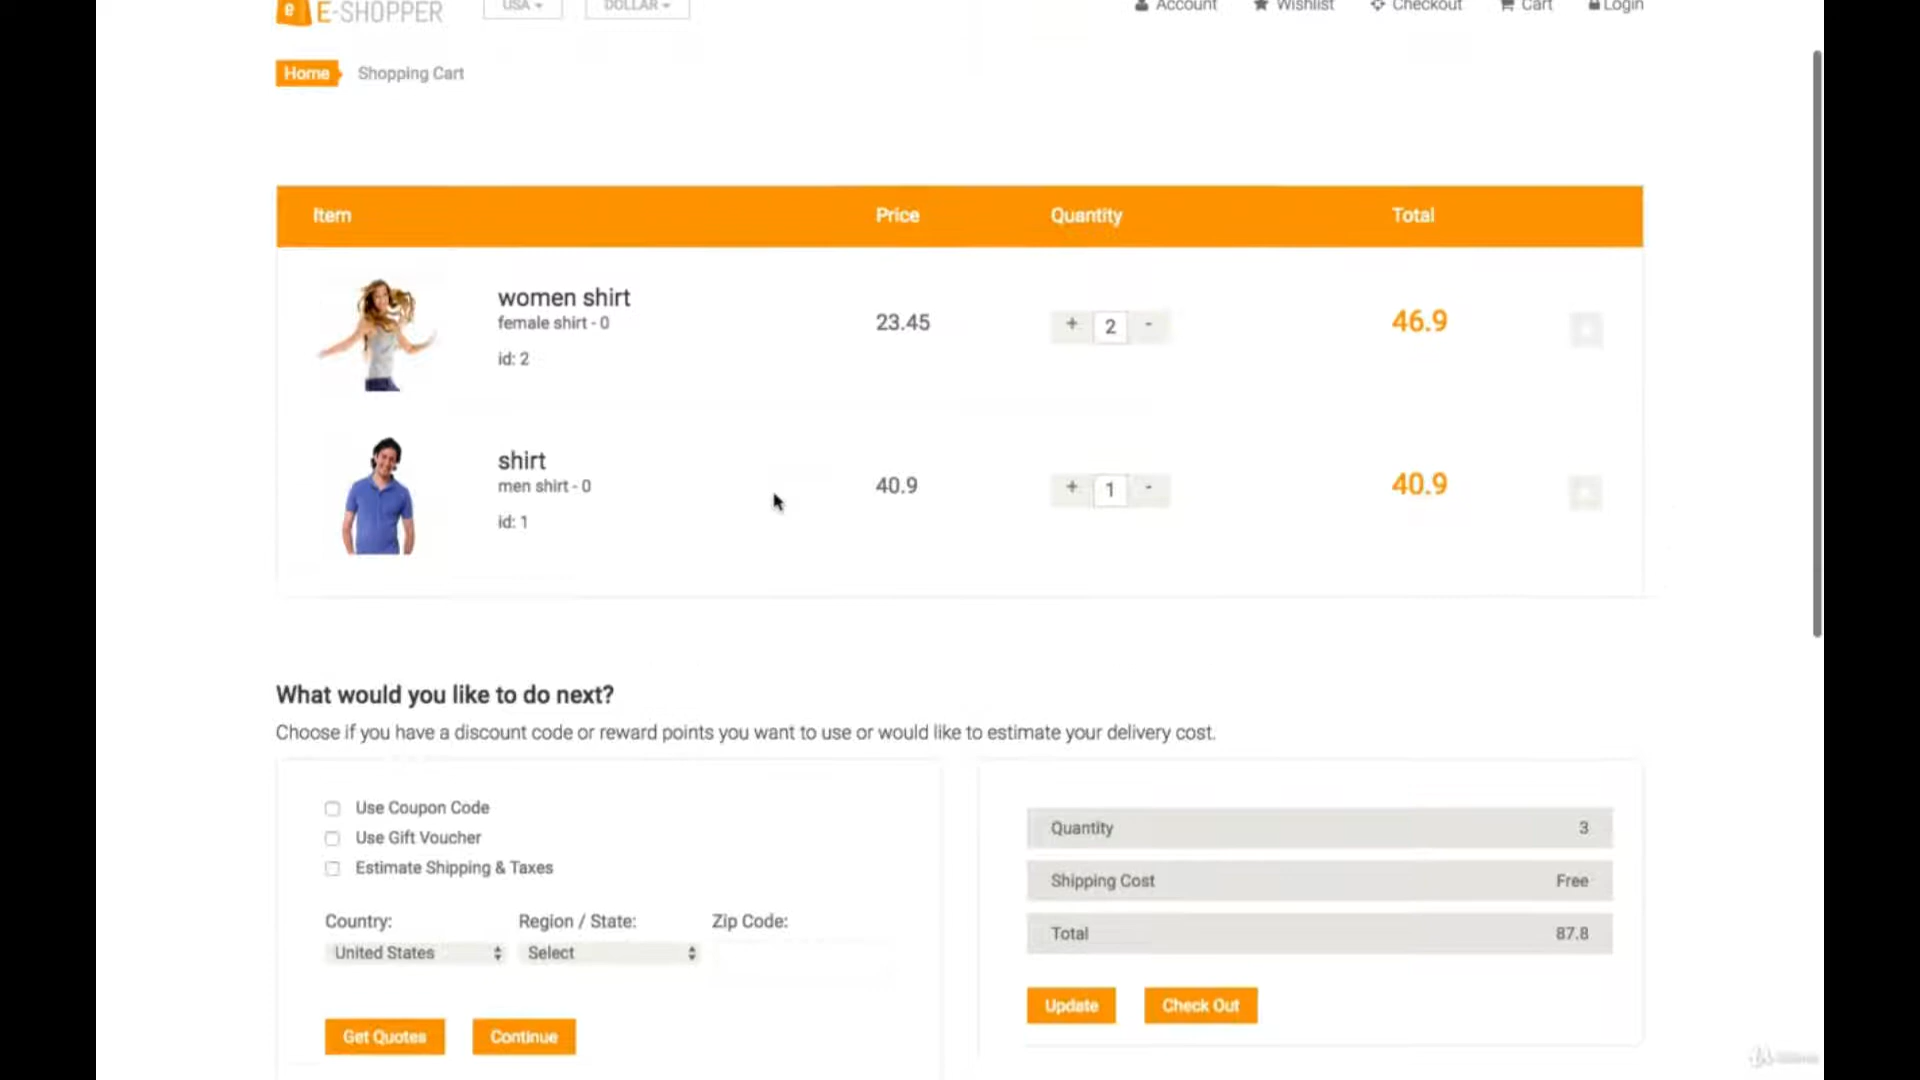 e E-SHOPPER USA DOLLAR Account Wishlist Checkout Cart Login
Home Shopping Cart
Item Price Quantity Total
women shirt
female shirt - 0 23.45 + 2 - 46.9
id: 2
shirt
men shirt - 0 40.9 + 1 - 40.9
id: 1
What would you like to do next?
Choose if you have a discount code or reward points you want to use or would like to estimate your delivery cost.
Use Coupon Code
Use Gift Voucher
Estimate Shipping & Taxes
Country: Region / State: Zip Code:
United States Select
Get Quotes Continue
Quantity 3
Shipping Cost Free
Total 87.8
Update Check Out